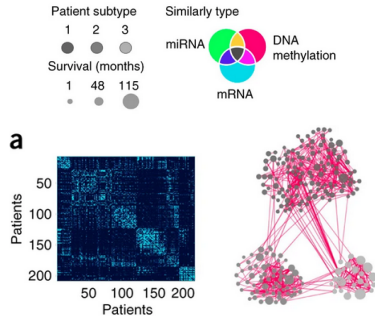 Patient subtype
1 2 3
Survival (months)
1 48 115
Similarly type
miRNA
DNA
methylation
mRNA
a
Patients
50
100
150
200
50 100 150 200
Patients